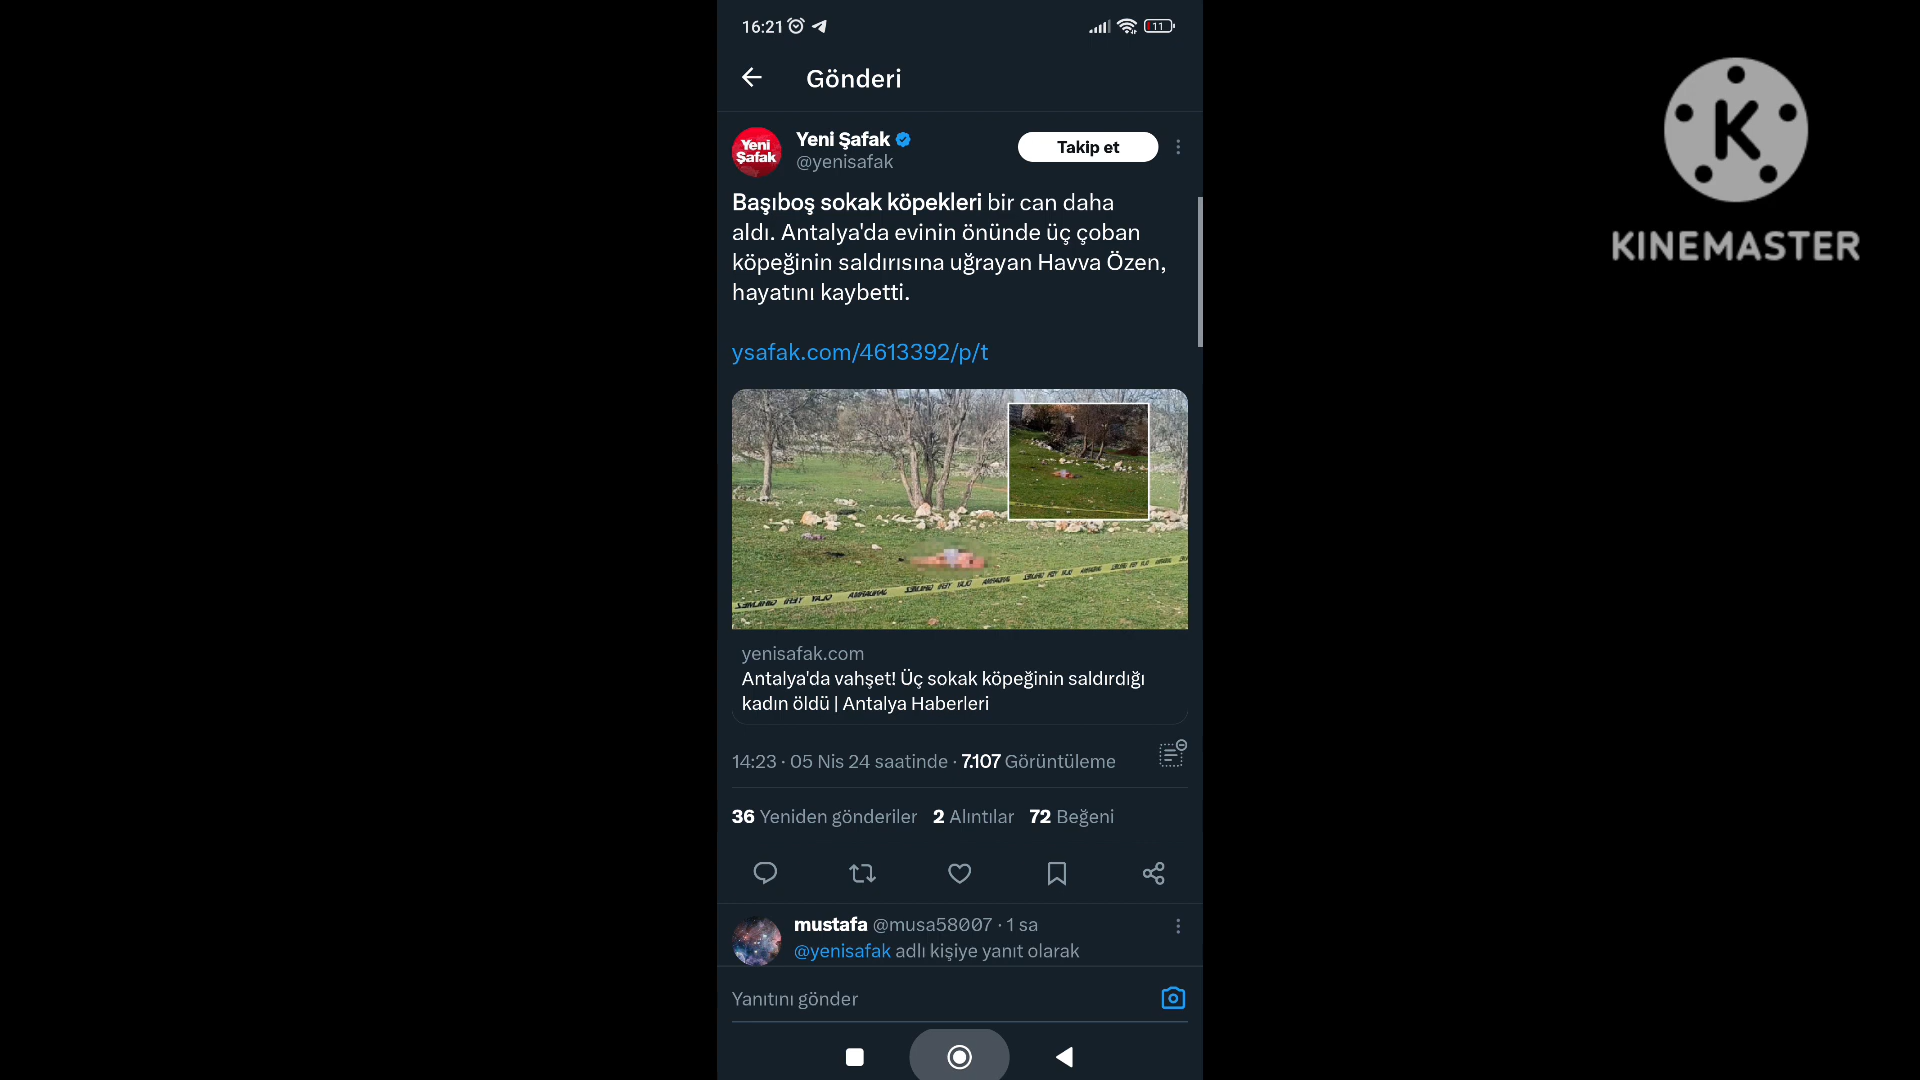 16:21
11
Gönderi
Yeni Şafak
Yeni Şafak
@yenisafak
Takip et
Başıboş sokak köpekleri bir can daha
aldı. Antalya'da evinin önünde üç çoban
köpeğinin saldırısına uğrayan Havva Özen,
hayatını kaybetti.
ysafak.com/4613392/p/t
yenisafak.com
Antalya'da vahşet! Üç sokak köpeğinin saldırdığı
kadın öldü | Antalya Haberleri
14:23 · 05 Nis 24 saatinde · 7.107 Görüntüleme
36 Yeniden gönderiler 2 Alıntılar 72 Beğeni
mustafa @musa58007 · 1 sa
@yenisafak adlı kişiye yanıt olarak
Yanıtını gönder
K
KINEMASTER